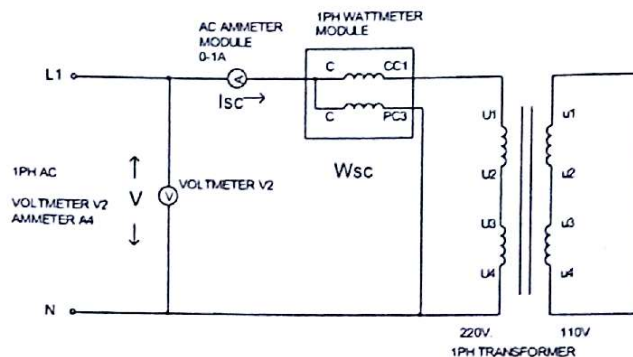 AC AMMETER
MODULE
0-1A
1PH WATTMETER
MODULE
L1
A
Isc
C
CC1
C
PC3
Wsc
U1
u1
1PH AC
VOLTMETER V2
AMMETER A4
V
V
VOLTMETER V2
U2
u2
U3
u3
U4
u4
N
220V.
110V
1PH TRANSFORMER